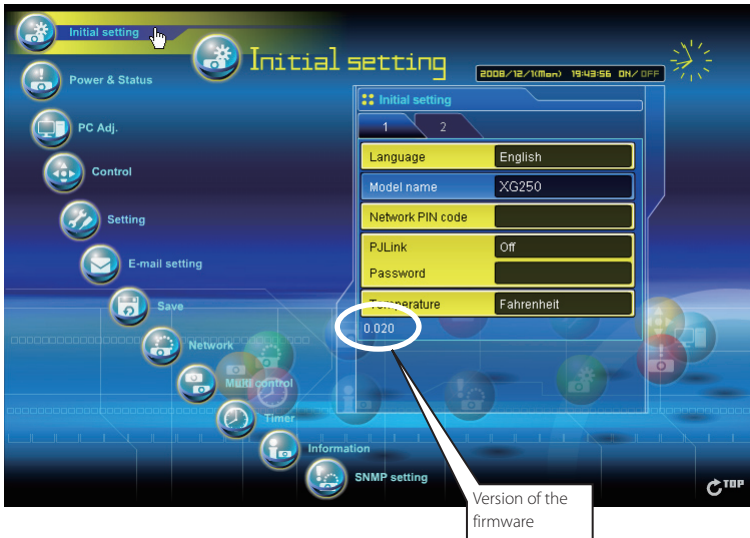 Initial setting
Power & Status
PC Adj.
Control
Setting
E-mail setting
Save
Network
Multi control
Timer
Information
SNMP setting
Initial setting
2008/12/1(Mon) 19:43:56 ON/OFF
Initial setting
1 2
Language English
Model name XG250
Network PIN code
PJLink Off
Password
Temperature Fahrenheit
0.020
Version of the
firmware
TOP